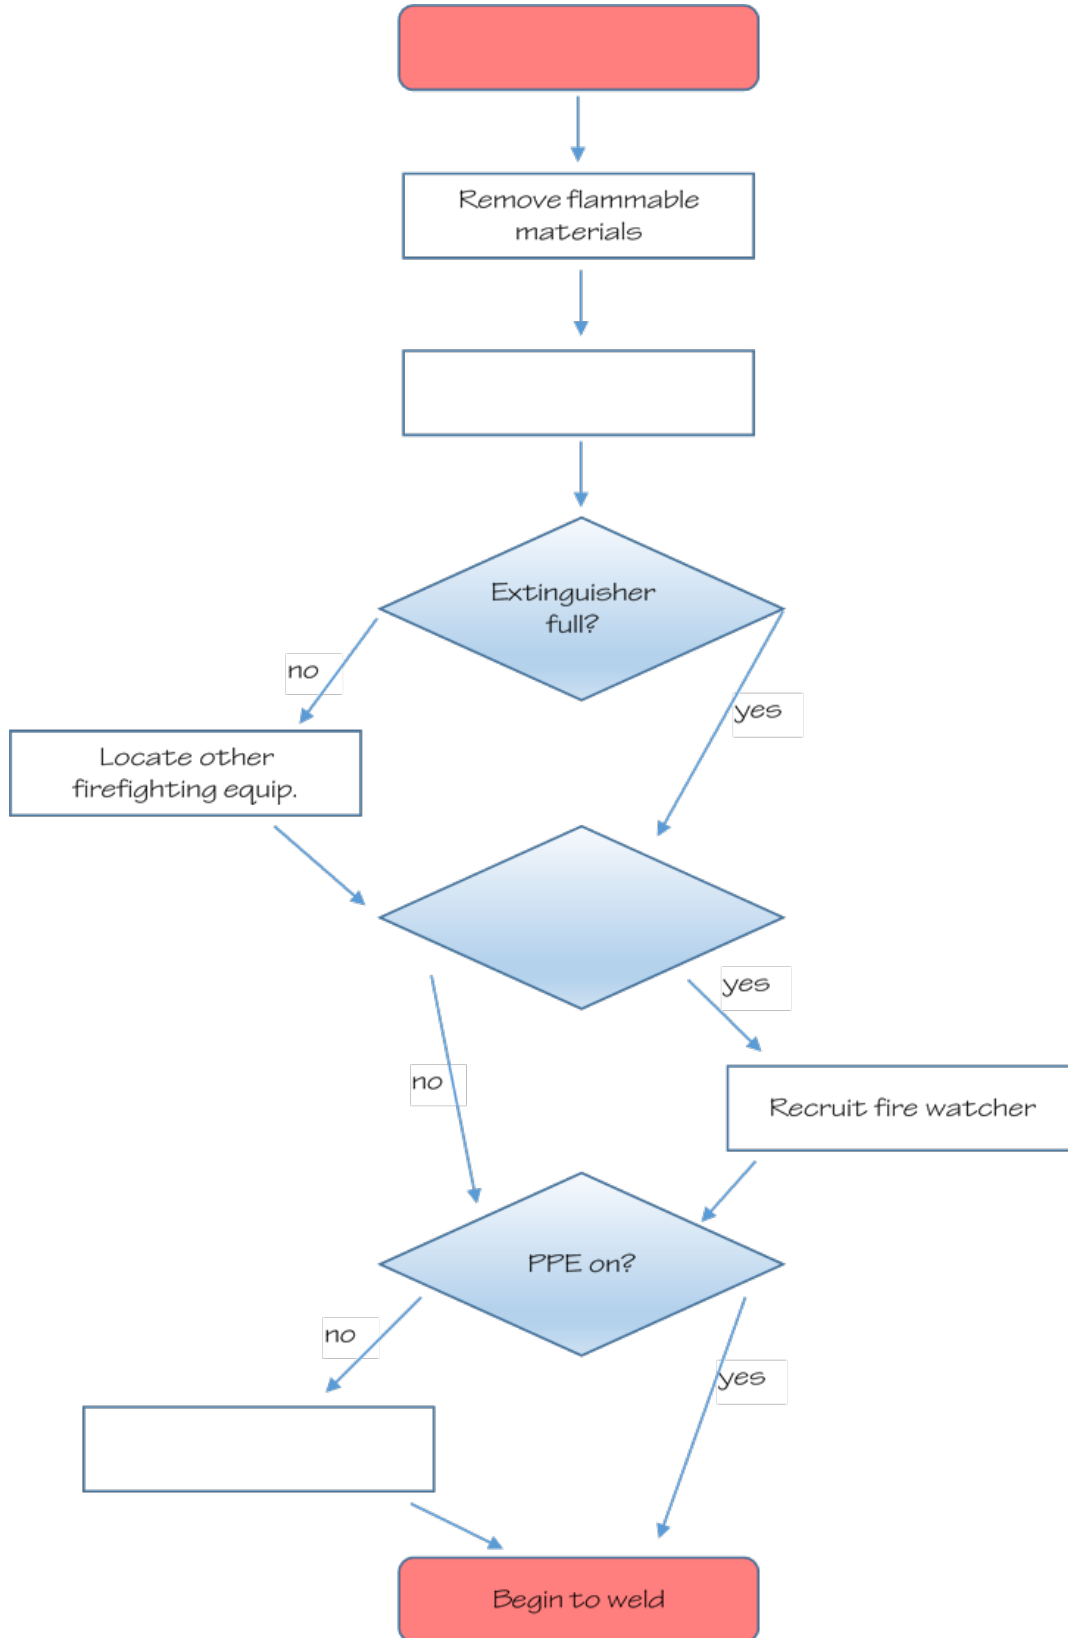 Remove flammable
materials
Extinguisher
full?
no
yes
Locate other
firefighting equip.
yes
no
Recruit fire watcher
PPE on?
no
yes
Begin to weld